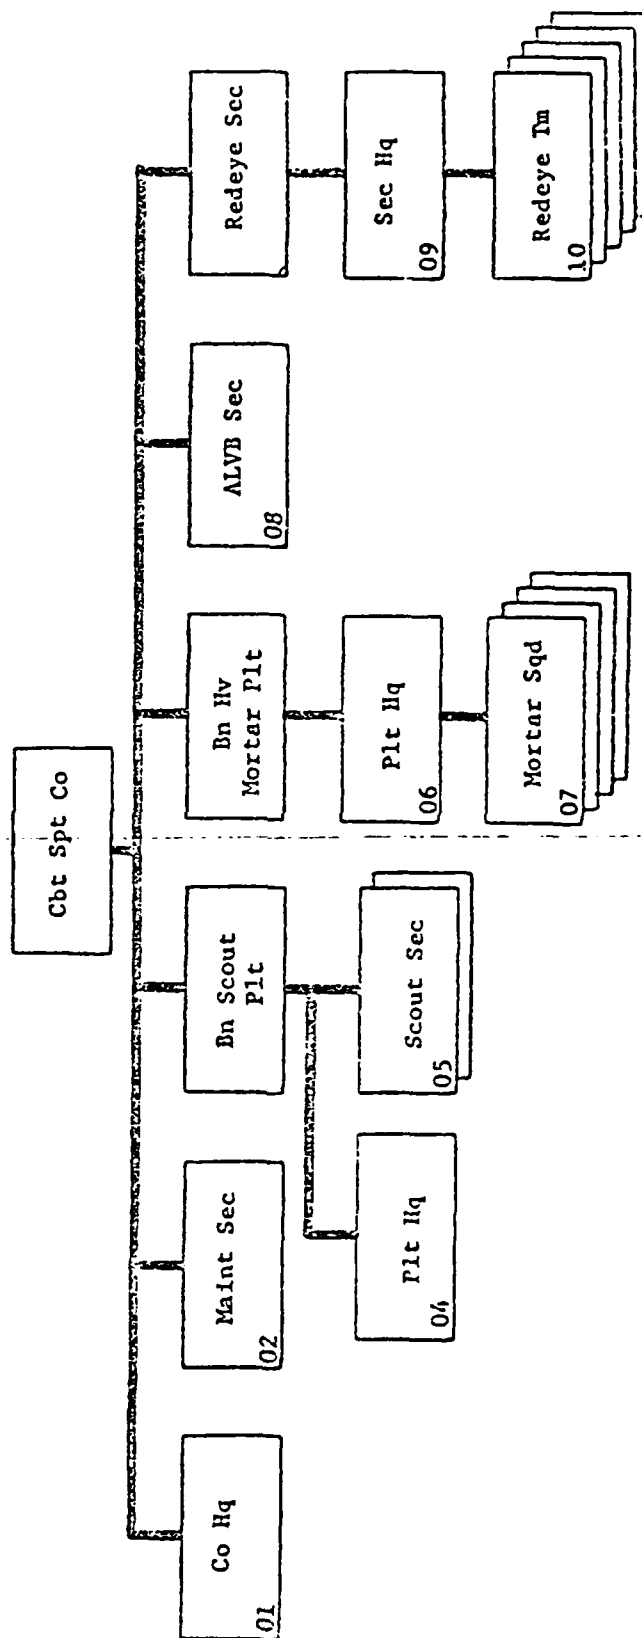 Cbt Spt Co
Co Hq
01
Maint Sec
02
Bn Scout
Plt
Plt Hq
04
Scout Sec
05
Bn Hv
Mortar Plt
Plt Hq
06
Mortar Sqd
07
ALVB Sec
08
Redeye Sec
Sec Hq
09
Redeye Tm
10